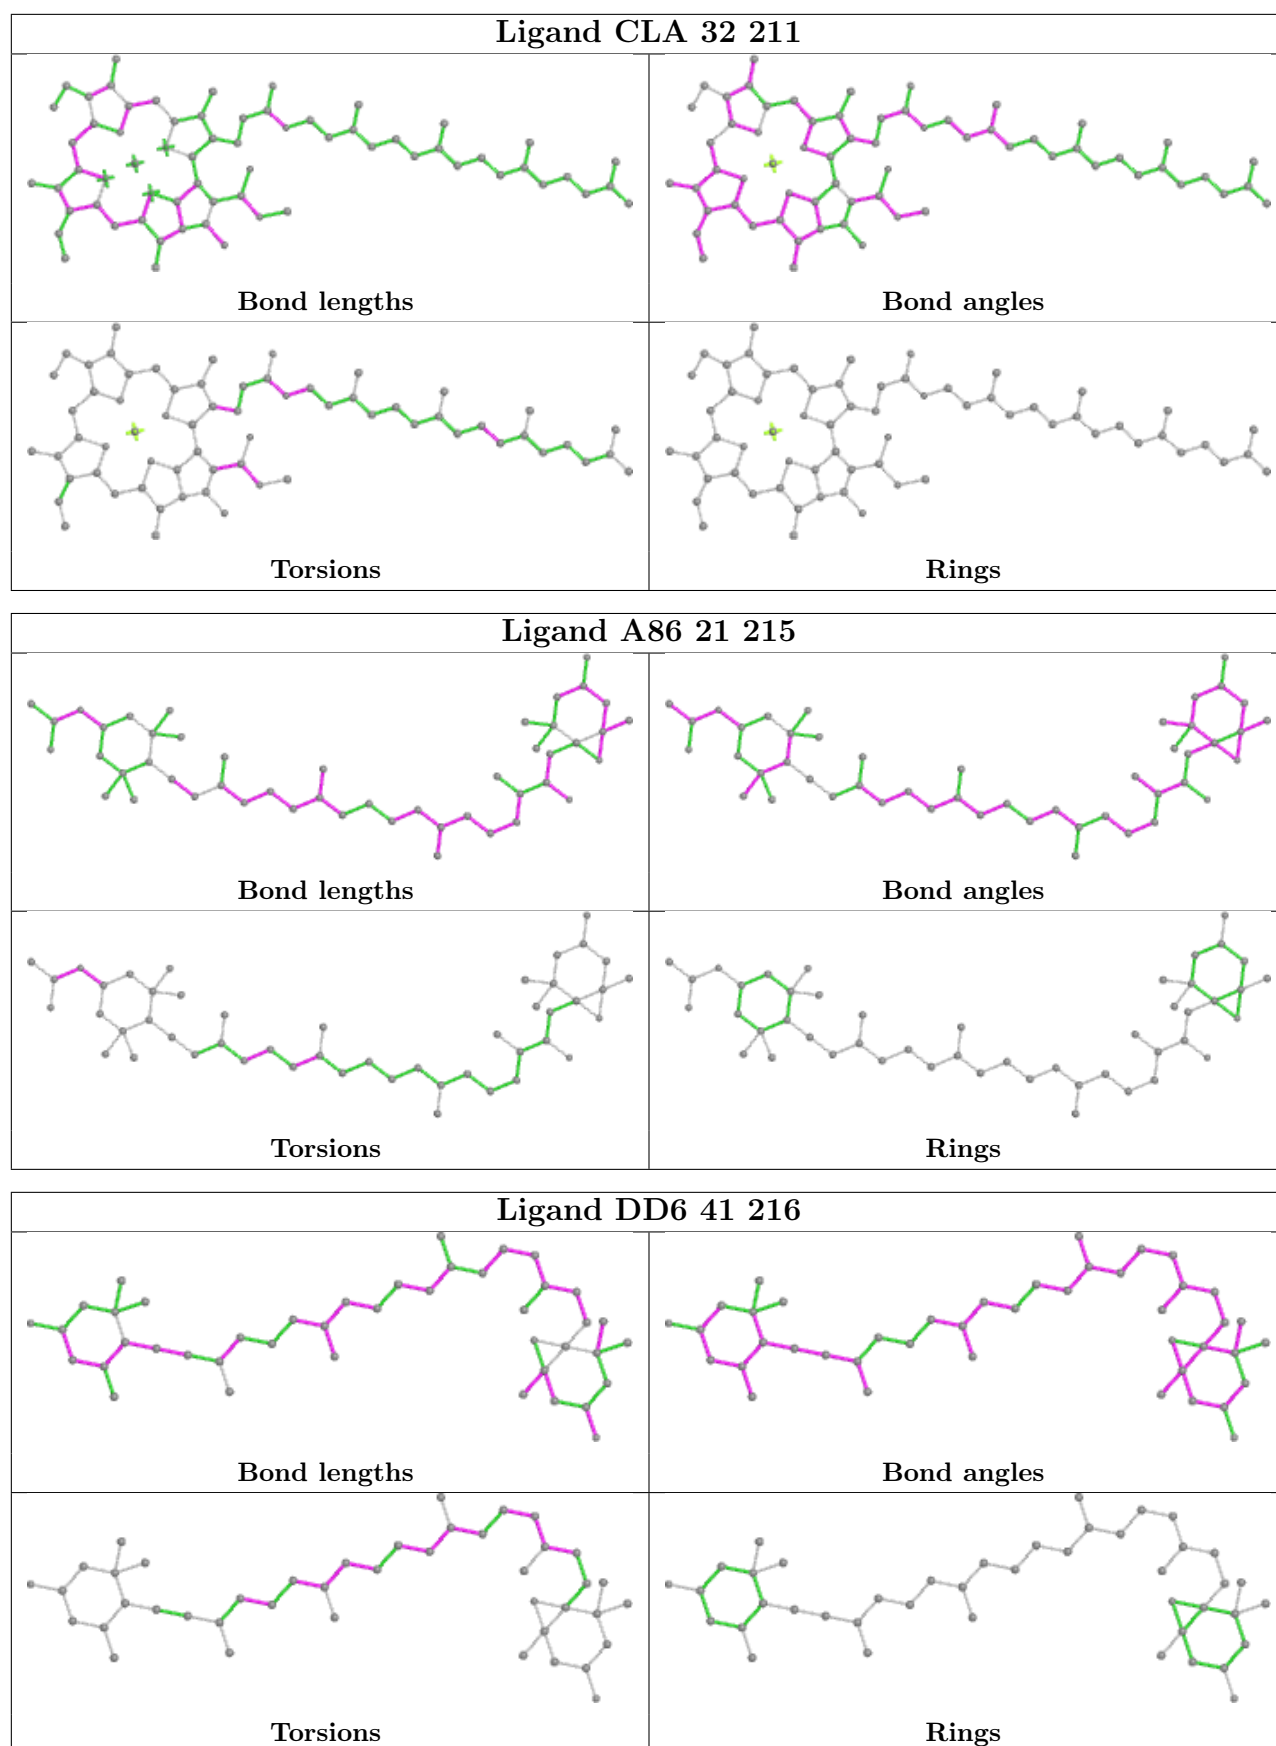 Ligand CLA 32 211
Bond lengths
Bond angles
Torsions
Rings
Ligand A86 21 215
Bond lengths
Bond angles
Torsions
Rings
Ligand DD6 41 216
Bond lengths
Bond angles
Torsions
Rings